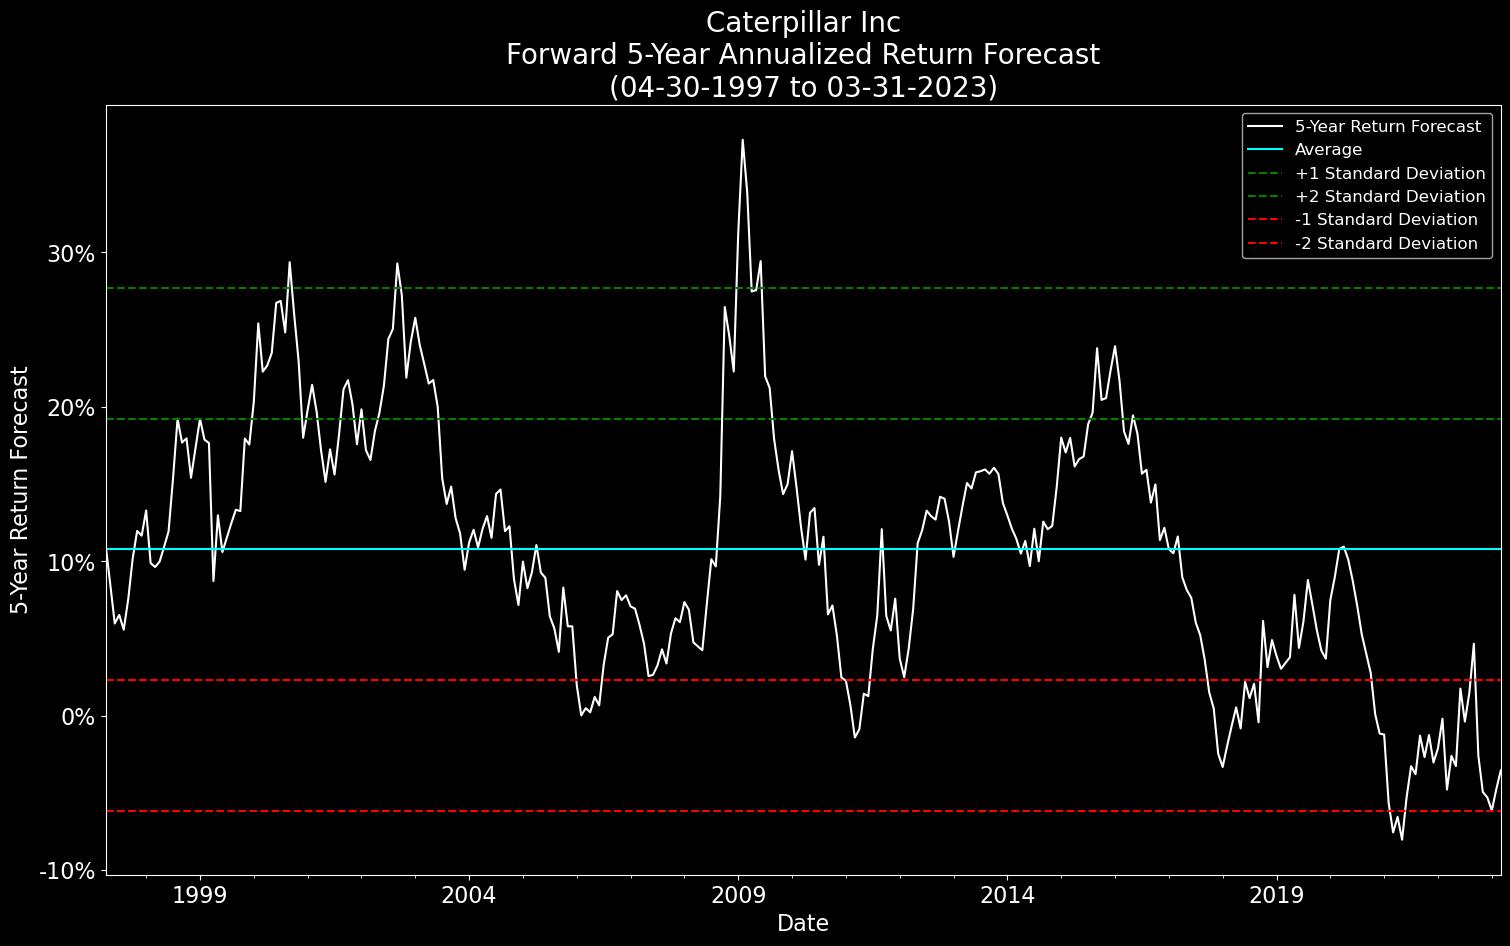 Caterpillar Inc
Forward 5-Year Annualized Return Forecast
(04-30-1997 to 03-31-2023)
5-Year Return Forecast
Average
+1 Standard Deviation
+2 Standard Deviation
-1 Standard Deviation
-2 Standard Deviation
5-Year Return Forecast
30%
20%
10%
0%
-10%
1999
2004
2009
2014
2019
Date